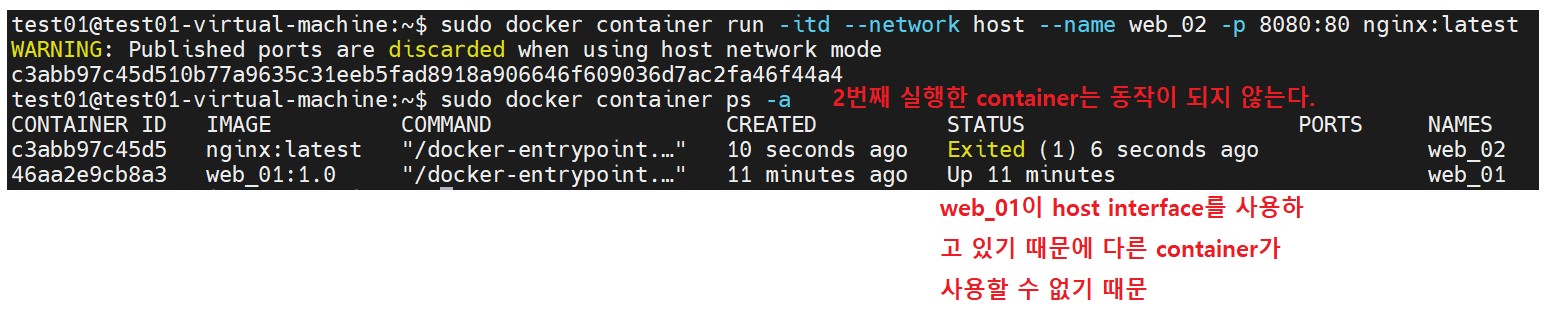 test01@test01-virtual-machine:~$ sudo docker container run -itd --network host --name web_02 -p 8080:80 nginx:latest
WARNING: Published ports are discarded when using host network mode
c3abb97c45d510b77a9635c31eeb5fad8918a906646f609036d7ac2fa46f44a4
test01@test01-virtual-machine:~$ sudo docker container ps -a 2번째 실행한 container는 동작이 되지 않는다.
CONTAINER ID IMAGE COMMAND CREATED STATUS PORTS NAMES
c3abb97c45d5 nginx:latest "/docker-entrypoint.…" 10 seconds ago Exited (1) 6 seconds ago web_02
46aa2e9cb8a3 web_01:1.0 "/docker-entrypoint.…" 11 minutes ago Up 11 minutes web_01
web_01이 host interface를 사용하
고 있기 때문에 다른 container가
사용할 수 없기 때문